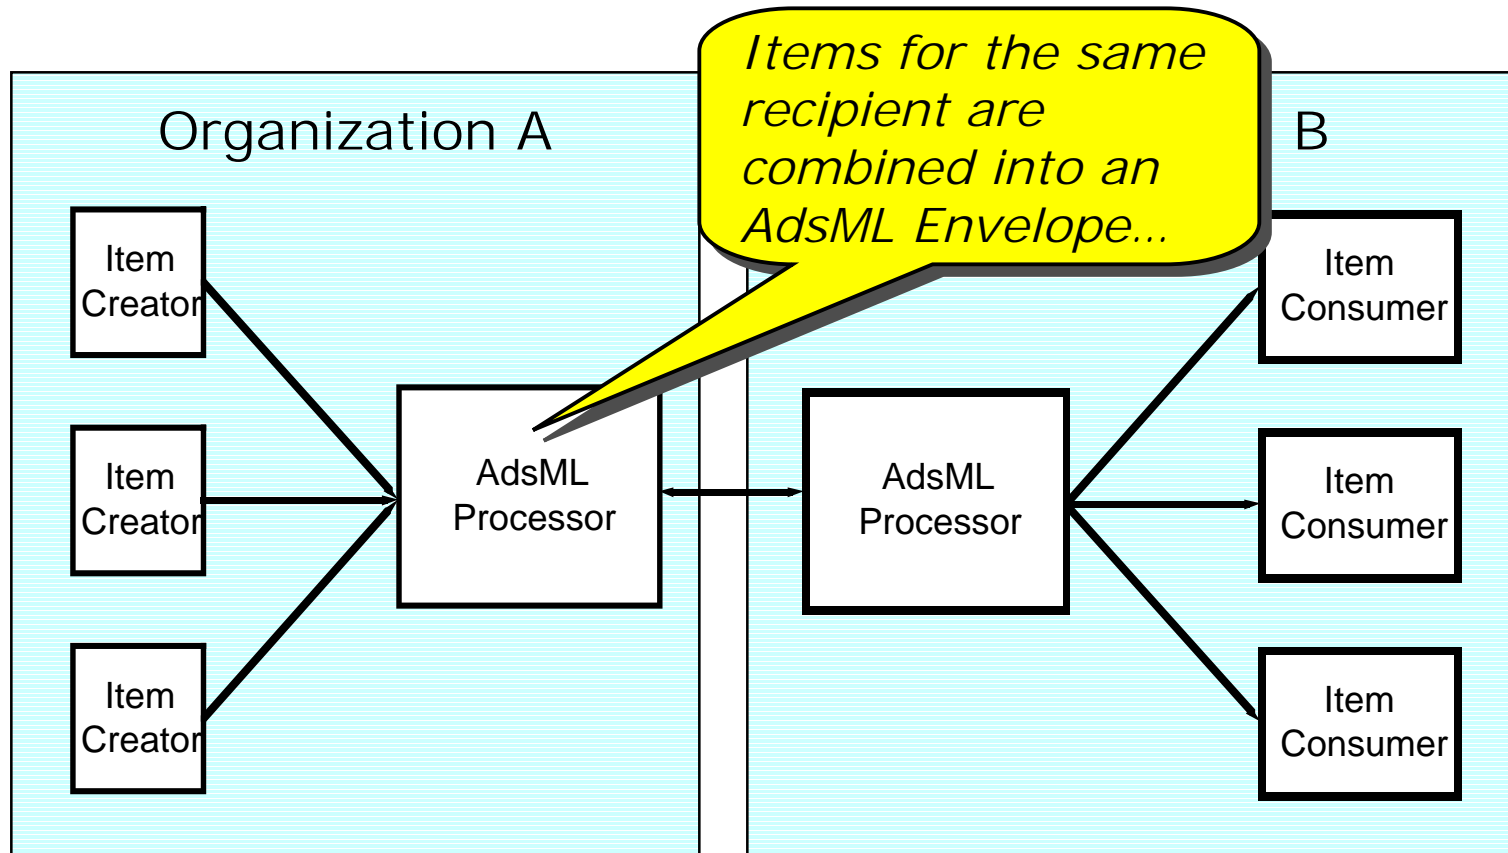 Items for the same
recipient are
combined into an
AdsML Envelope...
Organization A
B
Item
Creator
Item
Creator
Item
Creator
AdsML
Processor
AdsML
Processor
Item
Consumer
Item
Consumer
Item
Consumer